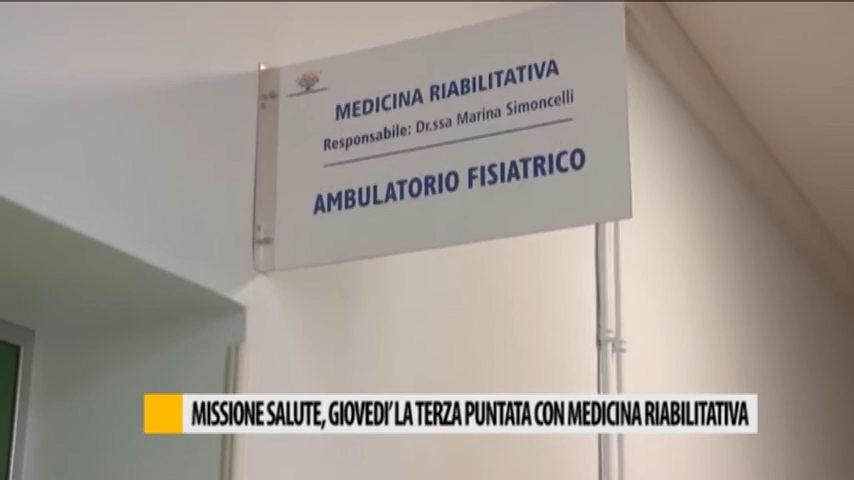 MEDICINA RIABILITATIVA
Responsabile: Dr.ssa Marina Simoncelli
AMBULATORIO FISIATRICO
MISSIONE SALUTE, GIOVEDI' LA TERZA PUNTATA CON MEDICINA RIABILITATIVA